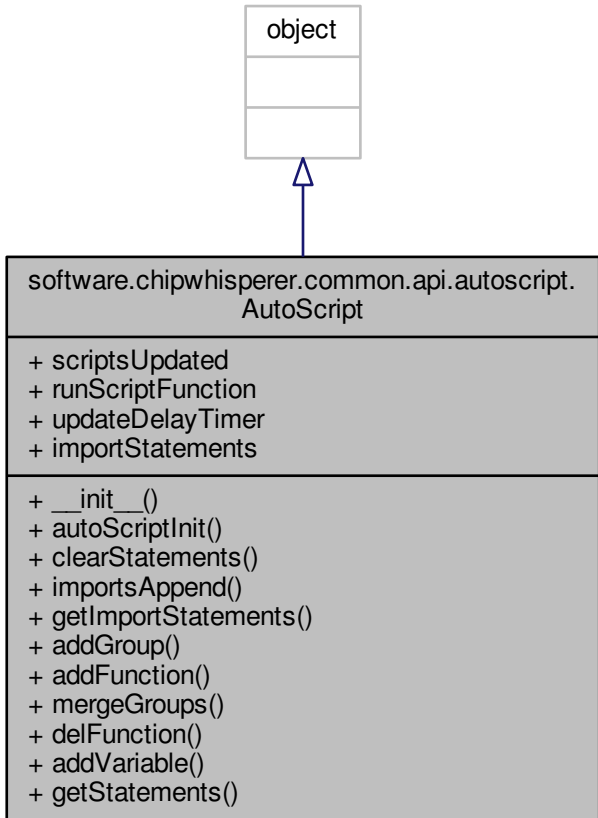 object
software.chipwhisperer.common.api.autoscript.
AutoScript
+ scriptsUpdated
+ runScriptFunction
+ updateDelayTimer
+ importStatements
+ __init__()
+ autoScriptInit()
+ clearStatements()
+ importsAppend()
+ getImportStatements()
+ addGroup()
+ addFunction()
+ mergeGroups()
+ delFunction()
+ addVariable()
+ getStatements()